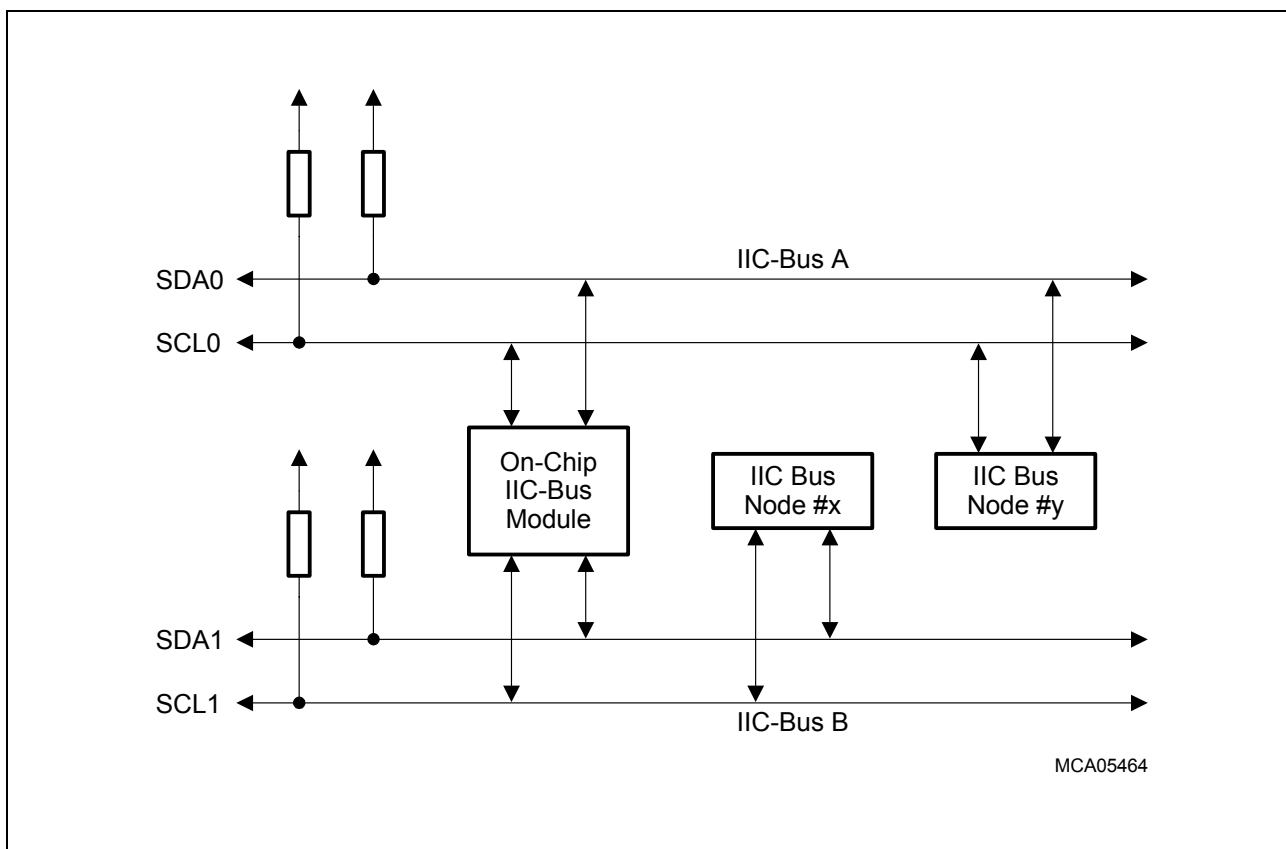 IIC-Bus A
SDA0
SCL0
On-Chip
IIC-Bus
Module
IIC Bus
Node #x
IIC Bus
Node #y
SDA1
SCL1
IIC-Bus B
MCA05464